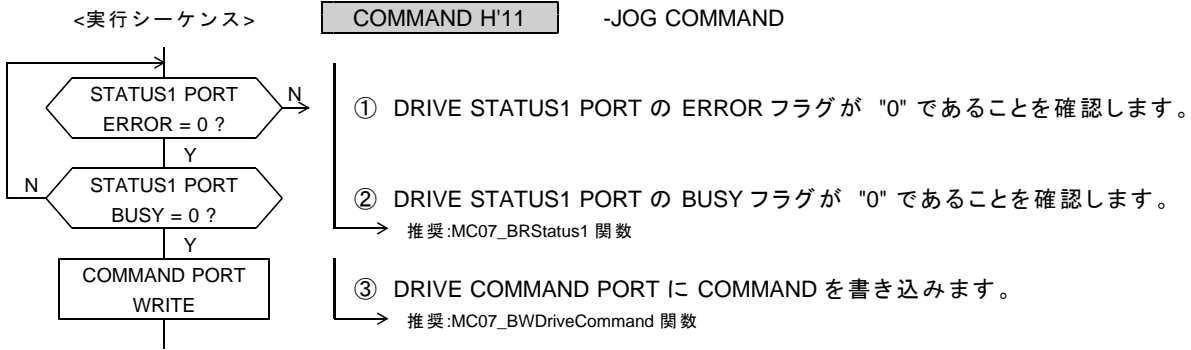 <実行シーケンス>
COMMAND H'11
-JOG COMMAND
STATUS1 PORT
ERROR = 0 ?
N
Y
① DRIVE STATUS1 PORT の ERROR フラグが "0" であることを確認します。
N
STATUS1 PORT
BUSY = 0 ?
Y
② DRIVE STATUS1 PORT の BUSY フラグが "0" であることを確認します。
推奨:MC07_BRStatus1 関数
COMMAND PORT
WRITE
③ DRIVE COMMAND PORT に COMMAND を書き込みます。
推奨:MC07_BWDriveCommand 関数